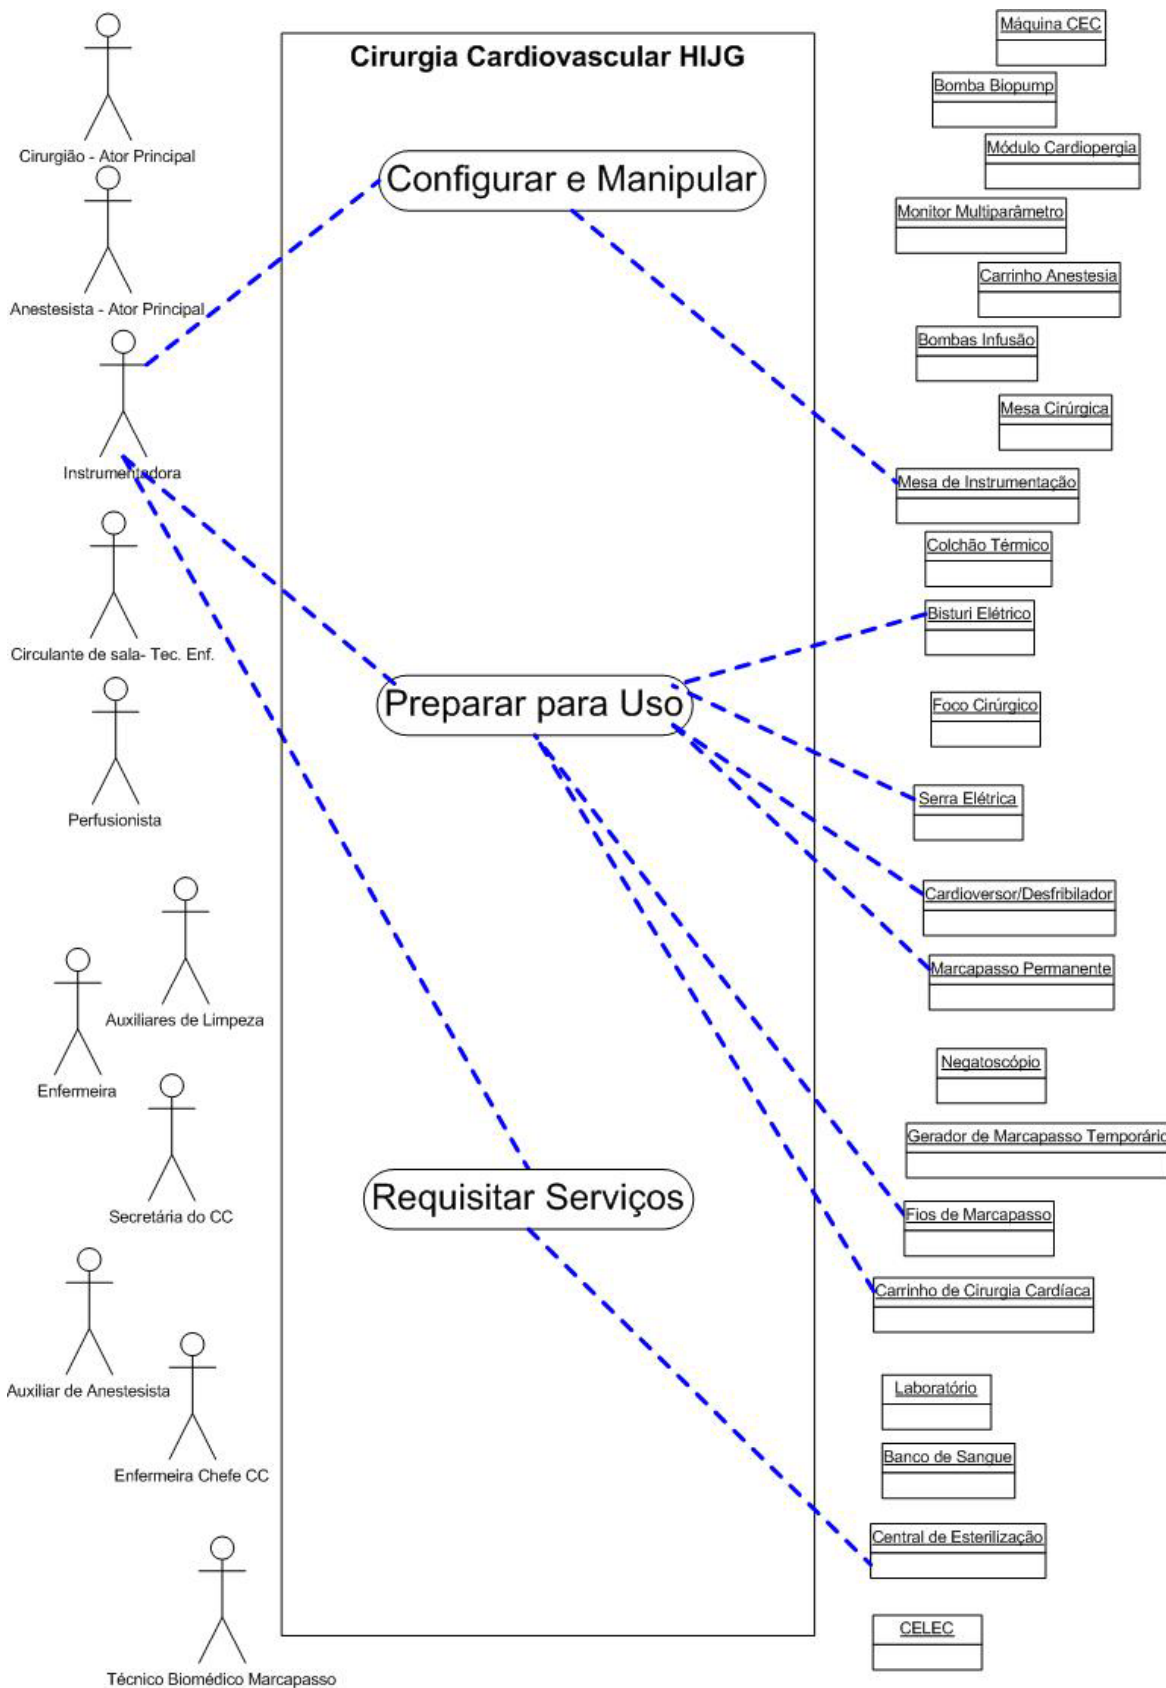 Cirurgia Cardiovascular HIJG
Cirurgião - Ator Principal
Anestesista - Ator Principal
Instrumentadora
Circulante de sala- Tec. Enf.
Perfusionista
Auxiliares de Limpeza
Enfermeira
Secretária do CC
Auxiliar de Anestesista
Enfermeira Chefe CC
Técnico Biomédico Marcapasso
Configurar e Manipular
Preparar para Uso
Requisitar Serviços
Máquina CEC
Bomba Biopump
Módulo Cardiopergia
Monitor Multiparâmetro
Carrinho Anestesia
Bombas Infusão
Mesa Cirúrgica
Mesa de Instrumentação
Colchão Térmico
Bisturi Elétrico
Foco Cirúrgico
Serra Elétrica
Cardioversor/Desfribilador
Marcapasso Permanente
Negatoscópio
Gerador de Marcapasso Temporário
Fios de Marcapasso
Carrinho de Cirurgia Cardíaca
Laboratório
Banco de Sangue
Central de Esterilização
CELEC